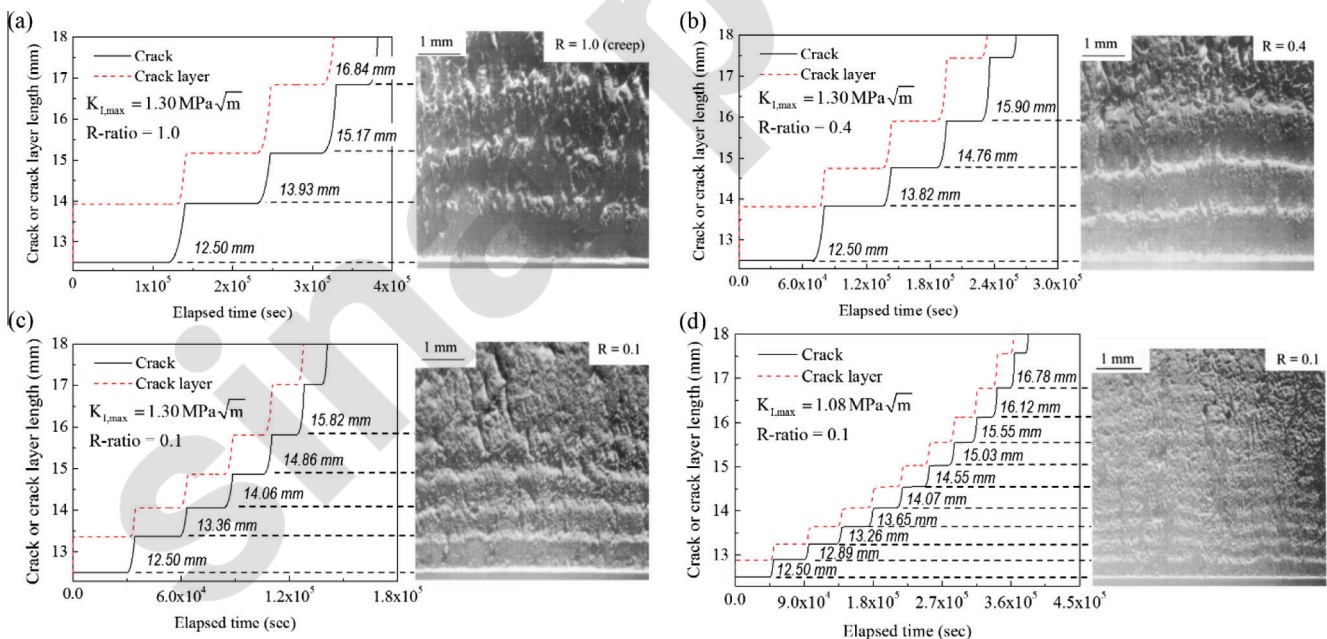 (a)
Crack or crack layer length (mm)
18
17
16
15
14
13
Crack
Crack layer
K_{I,max} = 1.30 MPa√m
R-ratio = 1.0
16.84 mm
15.17 mm
13.93 mm
12.50 mm
0
1x10^5
2x10^5
3x10^5
4x10^5
Elapsed time (sec)
1 mm
R = 1.0 (creep)
(b)
Crack or crack layer length (mm)
18
17
16
15
14
13
Crack
Crack layer
K_{I,max} = 1.30 MPa√m
R-ratio = 0.4
15.90 mm
14.76 mm
13.82 mm
12.50 mm
0.0
6.0x10^4
1.2x10^5
1.8x10^5
2.4x10^5
3.0x10^5
Elapsed time (sec)
1 mm
R = 0.4
(c)
Crack or crack layer length (mm)
18
17
16
15
14
13
Crack
Crack layer
K_{I,max} = 1.30 MPa√m
R-ratio = 0.1
15.82 mm
14.86 mm
14.06 mm
13.36 mm
12.50 mm
0.0
6.0x10^4
1.2x10^5
1.8x10^5
Elapsed time (sec)
1 mm
R = 0.1
(d)
Crack or crack layer length (mm)
18
17
16
15
14
13
Crack
Crack layer
K_{I,max} = 1.08 MPa√m
R-ratio = 0.1
16.78 mm
16.12 mm
15.55 mm
15.03 mm
14.55 mm
14.07 mm
13.65 mm
13.26 mm
12.89 mm
12.50 mm
0.0
9.0x10^4
1.8x10^5
2.7x10^5
3.6x10^5
4.5x10^5
Elapsed time (sec)
1 mm
R = 0.1